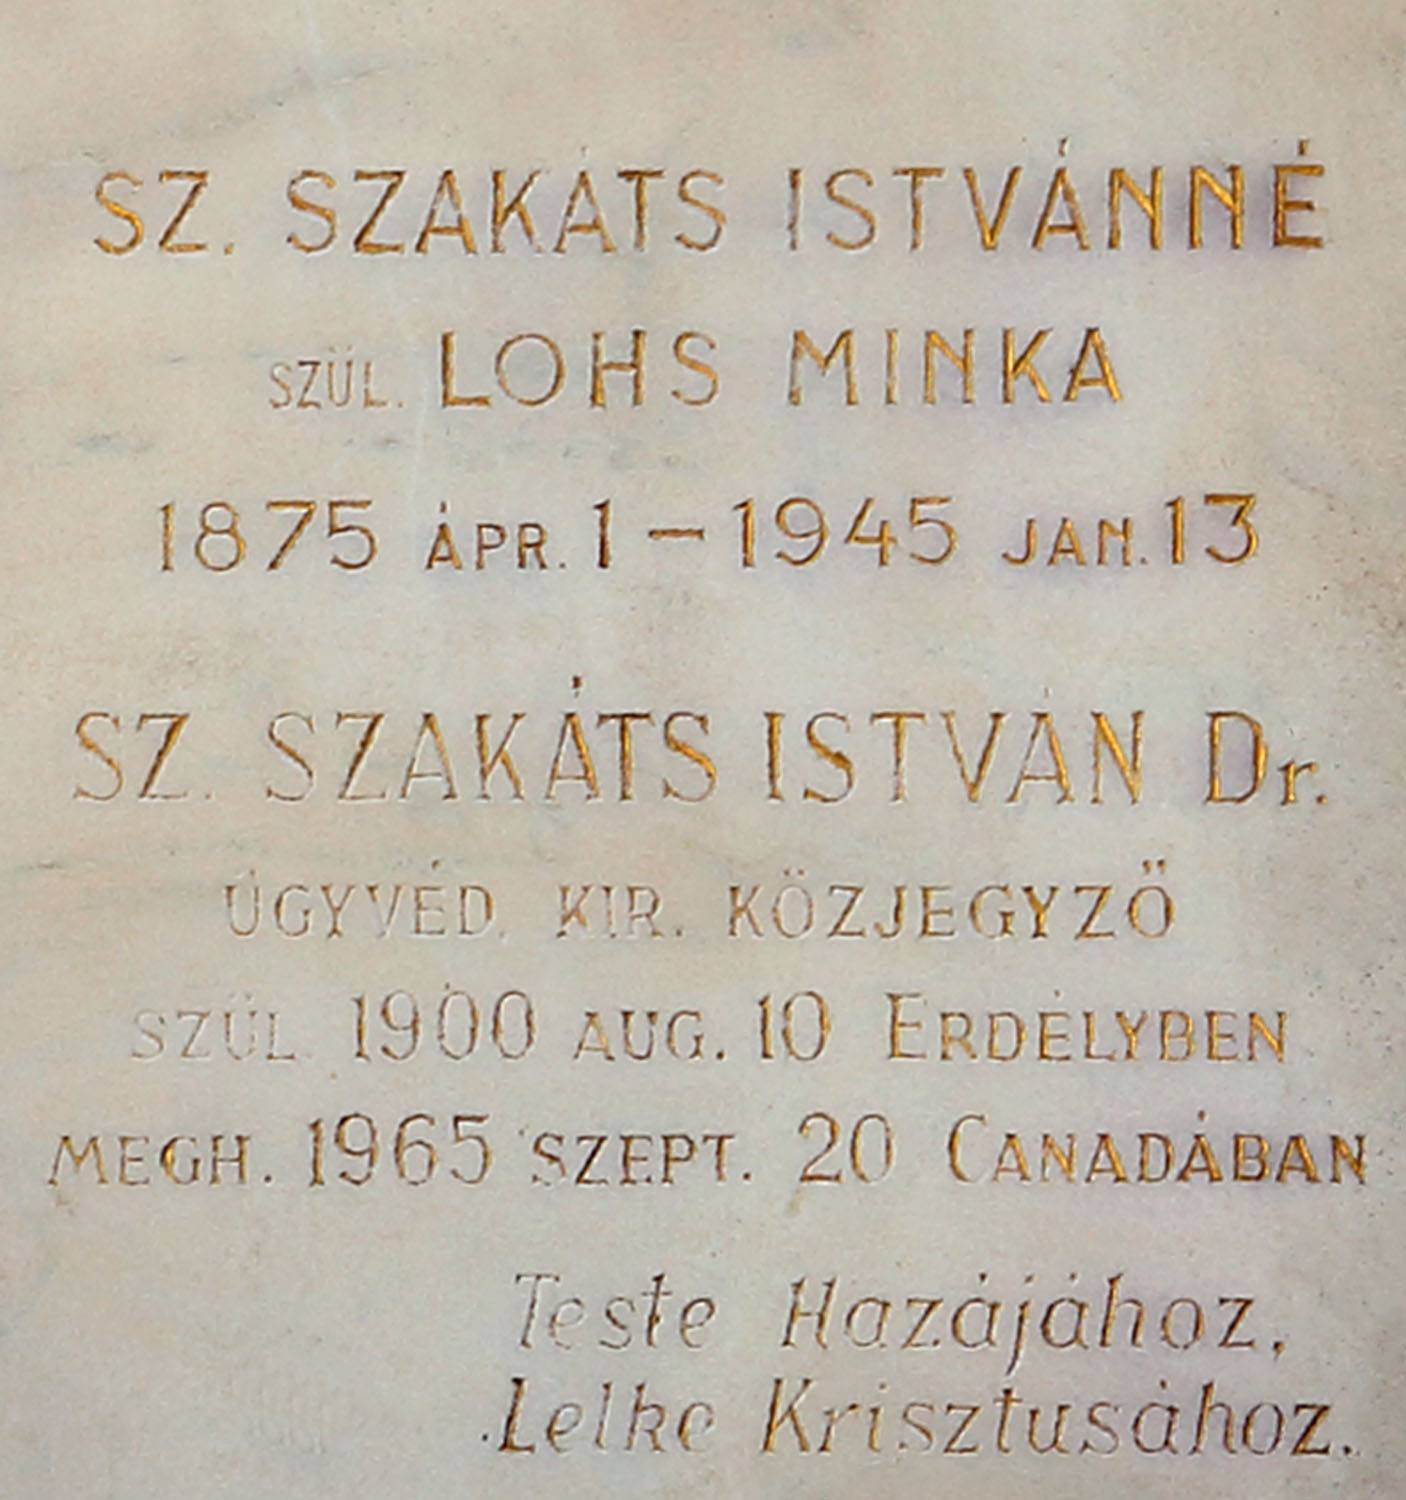 SZ. SZAKÁTS ISTVÁNNÉ
SZÜL. LOHS MINKA
1875 ÁPR. 1 – 1945 JAN. 13
SZ. SZAKÁTS ISTVÁN Dr.
ÜGYVÉD, KIR. KÖZJEGYZŐ
SZÜL. 1900 AUG. 10 ERDÉLYBEN
MEGH. 1965 SZEPT. 20 CANADÁBAN
Teste Hazájához,
Lelke Krisztusához.